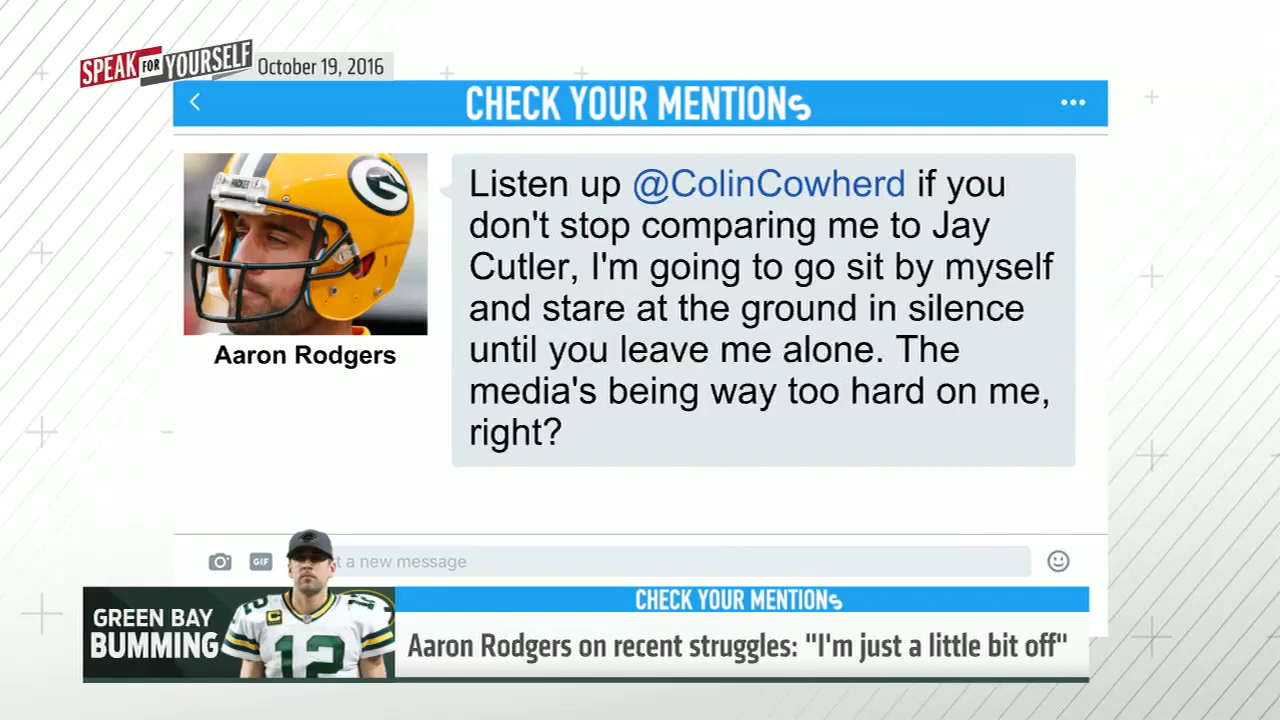 SPEAK FOR YOURSELF
October 19, 2016
CHECK YOUR MENTIONS
Listen up @ColinCowherd if you
don't stop comparing me to Jay
Cutler, I'm going to go sit by myself
and stare at the ground in silence
until you leave me alone. The
media's being way too hard on me,
right?
Aaron Rodgers
GIF
t a new message
GREEN BAY
BUMMING
12
CHECK YOUR MENTIONS
Aaron Rodgers on recent struggles: "I'm just a little bit off"